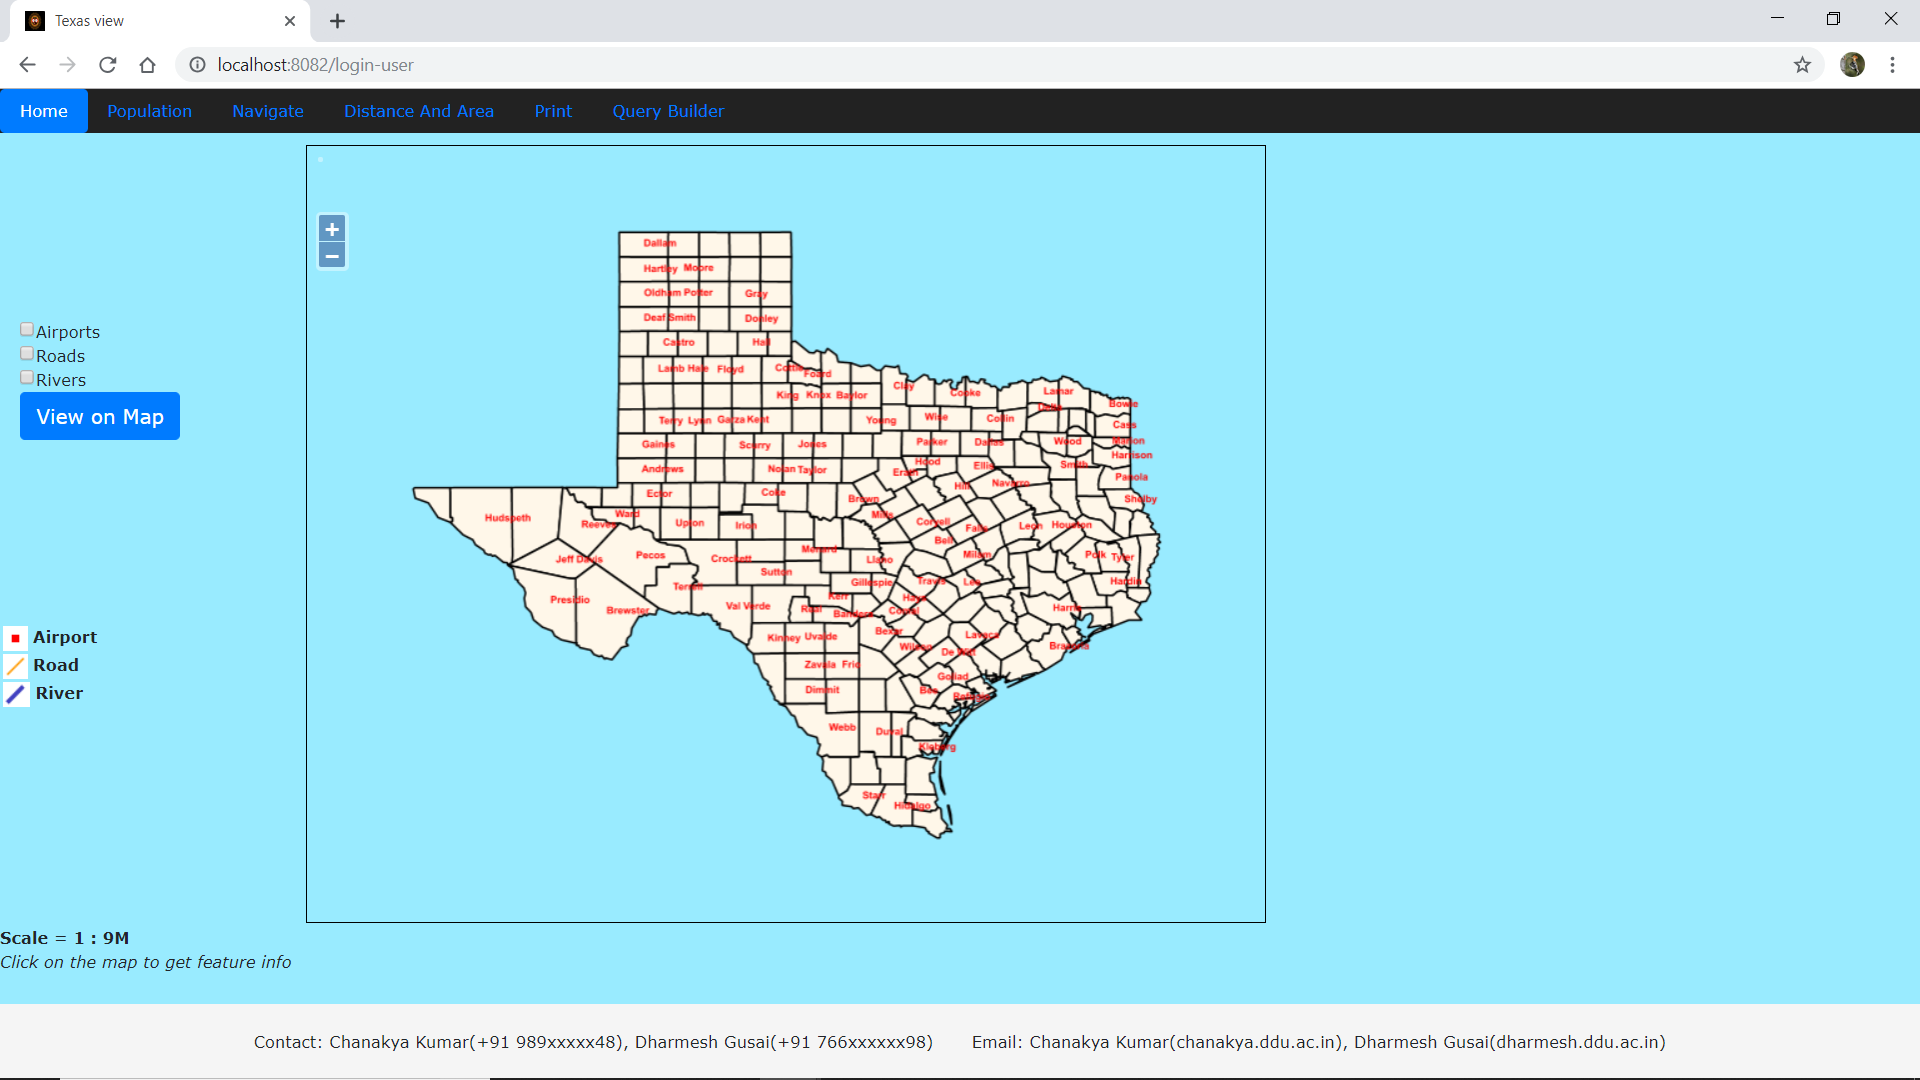 Texas view
localhost:8082/login-user
Home Population Navigate Distance And Area Print Query Builder
+
−
Airports
Roads
Rivers
View on Map
Airport
Road
River
Dallam
Hartley Moore
Oldham Potter Gray
Deaf Smith Donley
Castro Hall
Lamb Hale Floyd Cottle Foard
Clay Cooke Lamar
King Knox Baylor Delta Bowie
Terry Lynn Garza Kent Young Wise Collin Cass
Gaines Scurry Jones Parker Dallas Wood Marion
Harrison
Andrews Nolan Taylor Erath Hood Ellis Smith Panola
Ector Coke Brown Hill Navarro Shelby
Hudspeth Reeves Ward Upton Irion Mills Coryell Falls Leon Houston
Bell
Jeff Davis Pecos Crockett Menard Llano Milam Polk Tyler
Sutton Gillespie Travis Lee Hardin
Terrell
Presidio Brewster Val Verde Real Kerr Bandera Comal Hays Harris
Kinney Uvalde Bexar Wilson Lavaca Brazoria
De Witt
Zavala Frio Goliad
Dimmit Bee Refugio
Webb Duval
Kleberg
Starr Hidalgo
Scale = 1 : 9M
Click on the map to get feature info
Contact: Chanakya Kumar(+91 989xxxxx48), Dharmesh Gusai(+91 766xxxxxx98) Email: Chanakya Kumar(chanakya.ddu.ac.in), Dharmesh Gusai(dharmesh.ddu.ac.in)